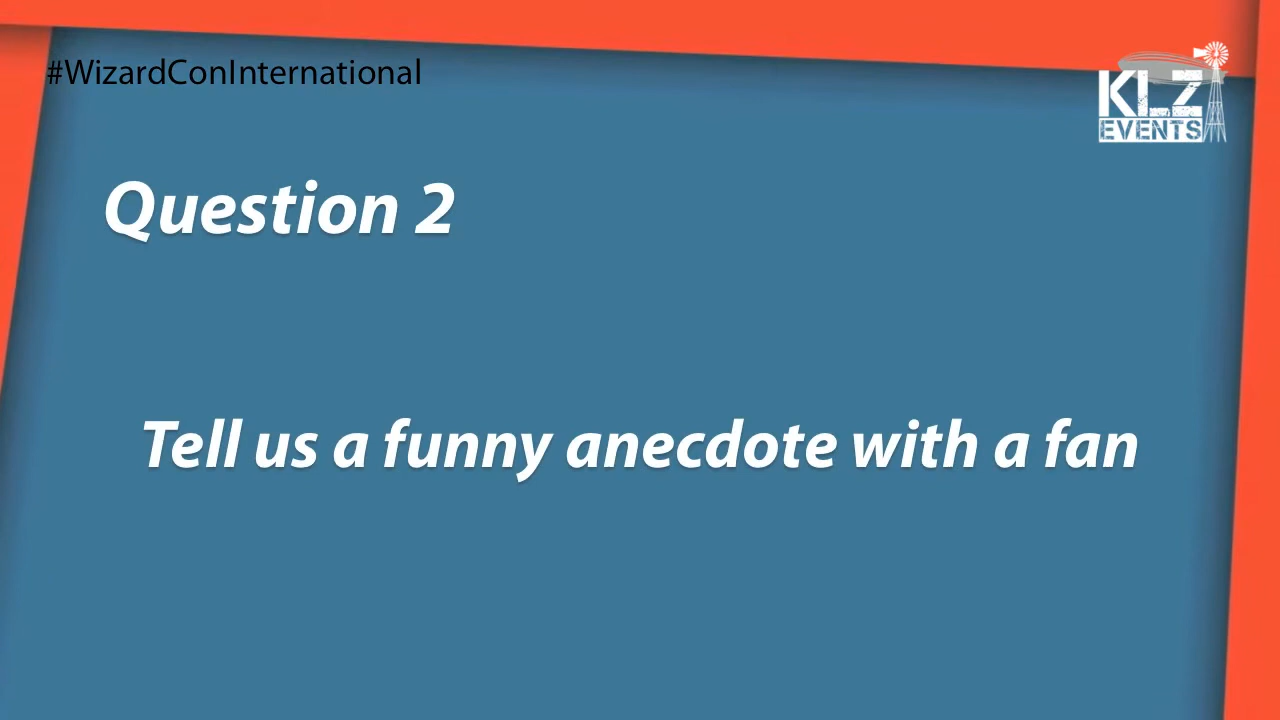 #WizardConInternational
KLZ
EVENTS
Question 2
Tell us a funny anecdote with a fan